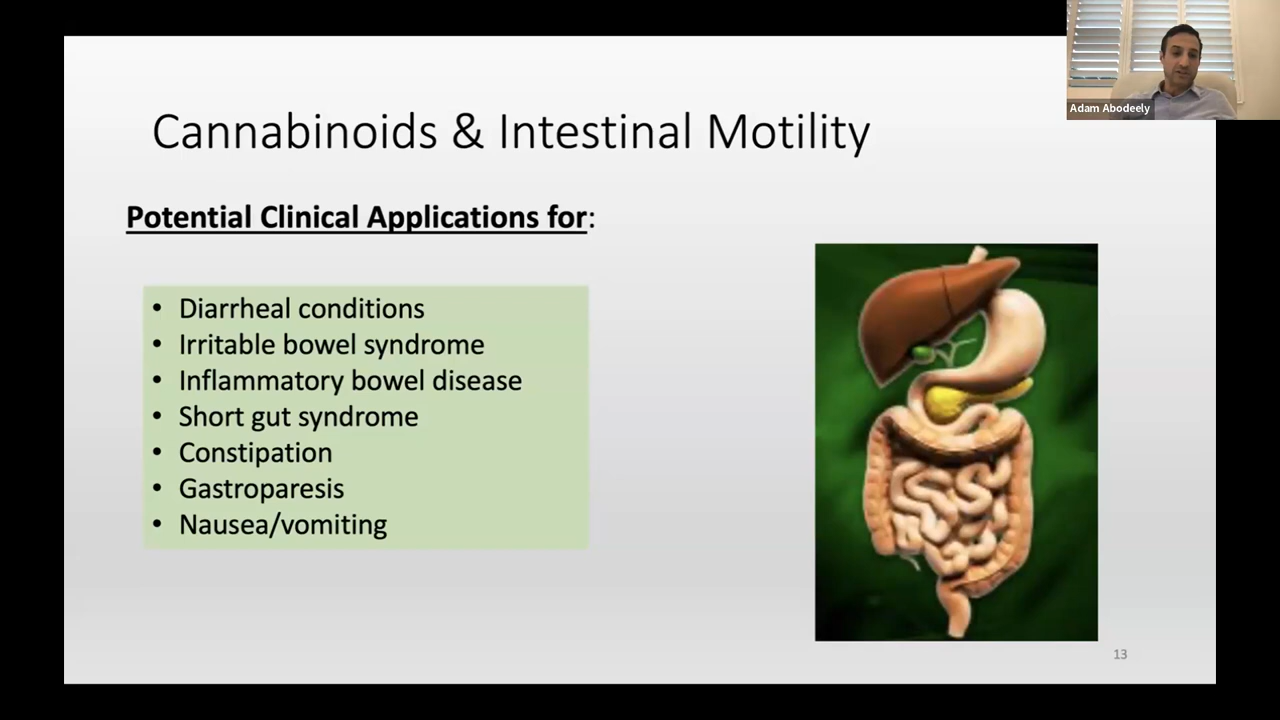 Adam Abodeely
Cannabinoids & Intestinal Motility
Potential Clinical Applications for:
• Diarrheal conditions
• Irritable bowel syndrome
• Inflammatory bowel disease
• Short gut syndrome
• Constipation
• Gastroparesis
• Nausea/vomiting
13